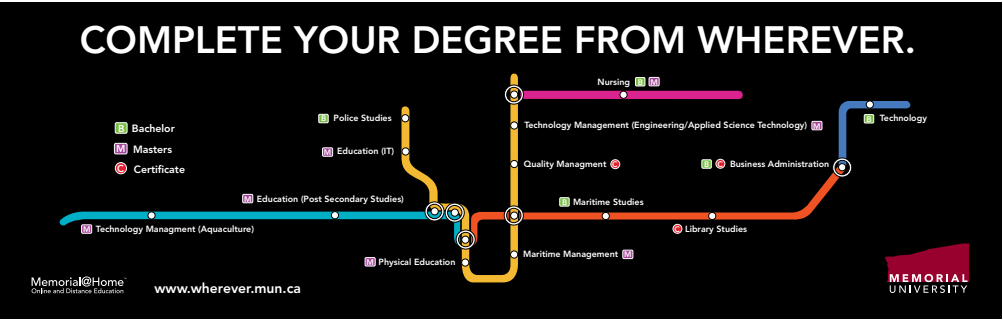 COMPLETE YOUR DEGREE FROM WHEREVER.
Nursing B M
B Bachelor
M Masters
C Certificate
B Police Studies
M Education (IT)
Technology Management (Engineering/Applied Science Technology) M
B Technology
Quality Managment C
B C Business Administration
M Education (Post Secondary Studies)
B Maritime Studies
M Technology Managment (Aquaculture)
C Library Studies
M Physical Education
Maritime Management M
Memorial@Home
Online and Distance Education
www.wherever.mun.ca
MEMORIAL
UNIVERSITY